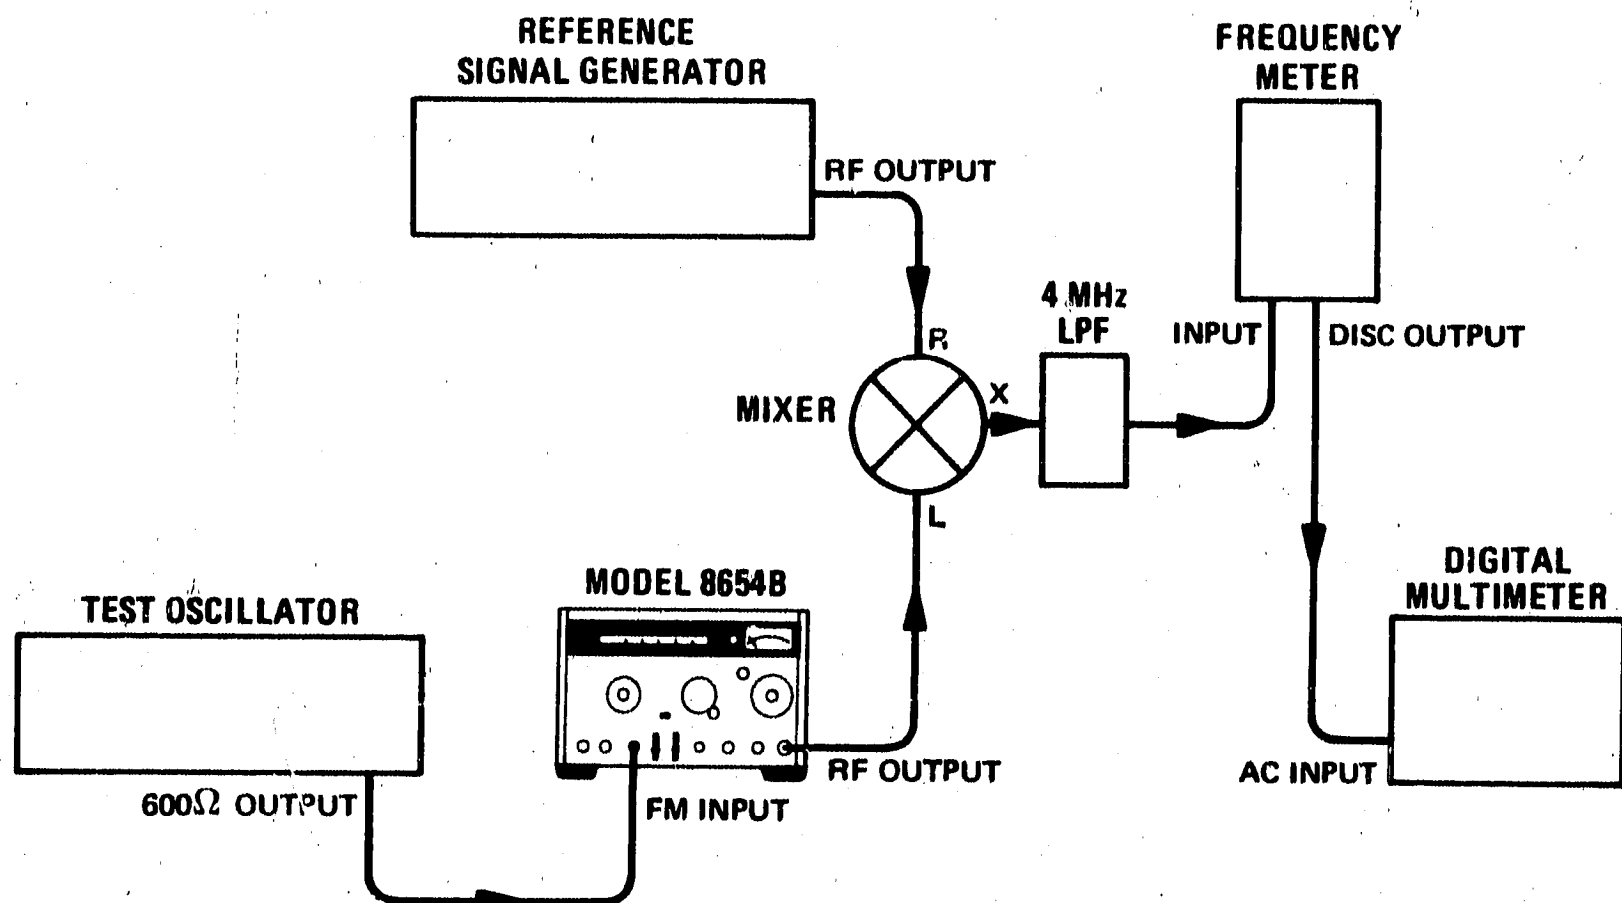 REFERENCE
SIGNAL GENERATOR
FREQUENCY
METER
RF OUTPUT
4 MHz
LPF
R
INPUT
DISC OUTPUT
MIXER
X
L
DIGITAL
MULTIMETER
MODEL 8654B
TEST OSCILLATOR
RF OUTPUT
AC INPUT
600Ω OUTPUT
FM INPUT